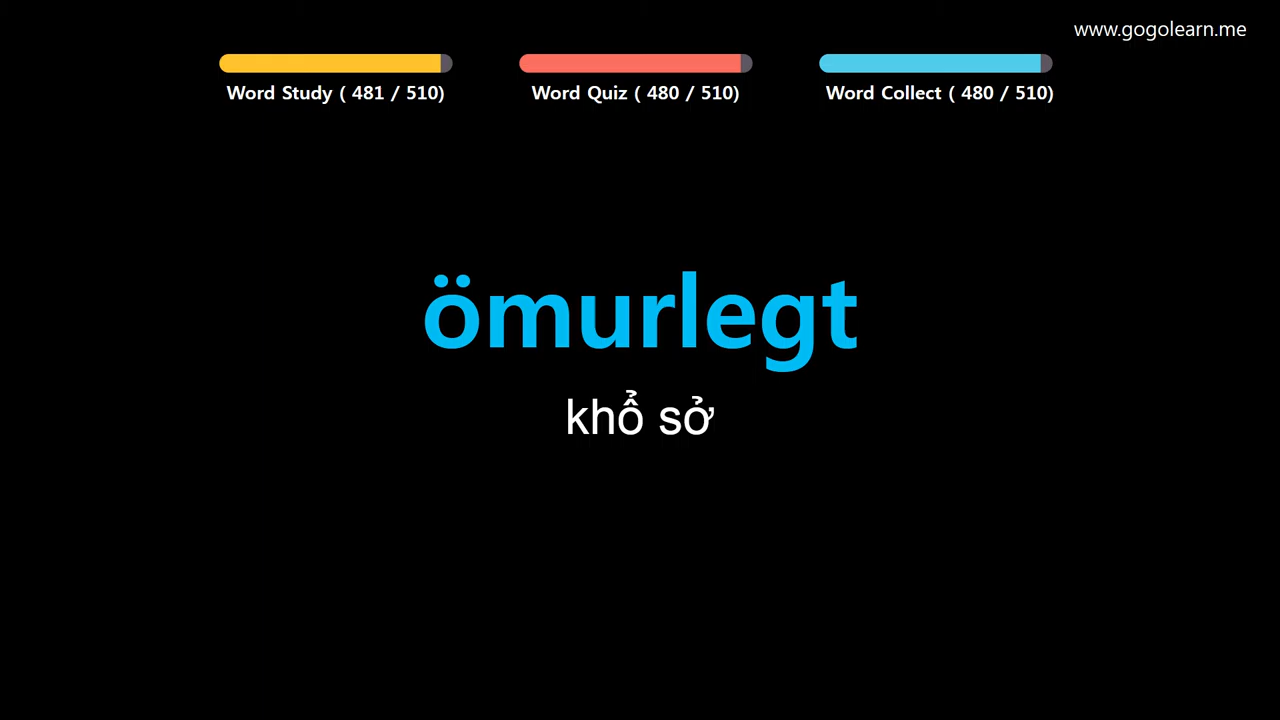 www.gogolearn.me
Word Study ( 481 / 510)
Word Quiz ( 480 / 510)
Word Collect ( 480 / 510)
ömurlegt
khổ sở